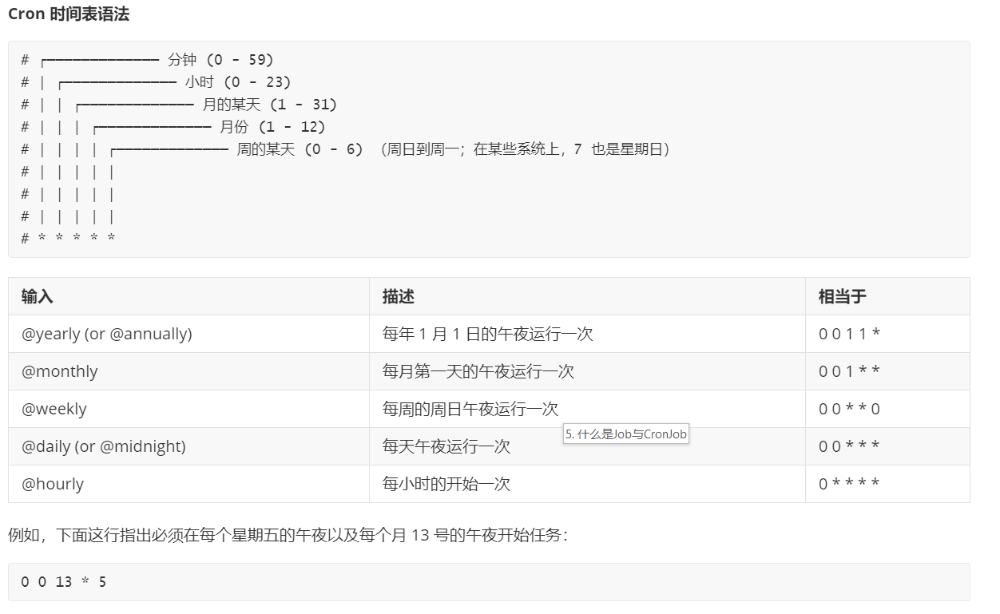 Cron 时间表语法
# ┌───────────── 分钟 (0 - 59)
# │ ┌───────────── 小时 (0 - 23)
# │ │ ┌───────────── 月的某天 (1 - 31)
# │ │ │ ┌───────────── 月份 (1 - 12)
# │ │ │ │ ┌───────────── 周的某天 (0 - 6) （周日到周一；在某些系统上，7 也是星期日）
# │ │ │ │ │
# │ │ │ │ │
# │ │ │ │ │
# * * * * *
输入 描述 相当于
@yearly (or @annually) 每年 1 月 1 日的午夜运行一次 0 0 1 1 *
@monthly 每月第一天的午夜运行一次 0 0 1 * *
@weekly 每周的周日午夜运行一次 0 0 * * 0
5. 什么是Job与CronJob
@daily (or @midnight) 每天午夜运行一次 0 0 * * *
@hourly 每小时的开始一次 0 * * * *
例如，下面这行指出必须在每个星期五的午夜以及每个月 13 号的午夜开始任务：
0 0 13 * 5